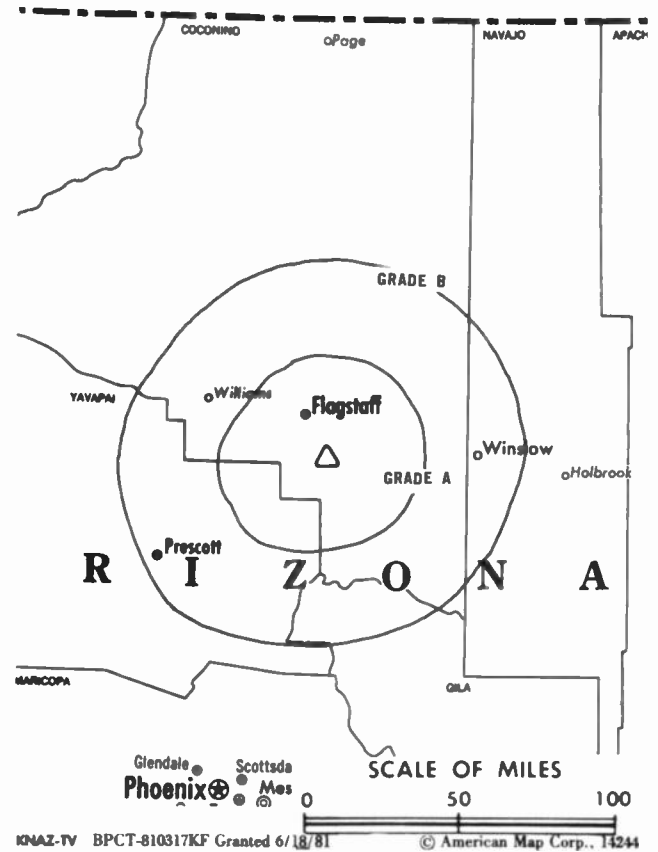 COCONINO
Page
NAVAJO
APACH
GRADE B
YAVAPAI
Williams
Flagstaff
Winslow
Holbrook
GRADE A
Prescott
R I Z O N A
MARICOPA
GILA
Glendale
Scottsda
Phoenix
Mes
SCALE OF MILES
0 50 100
KNAZ-TV BPCT-810317KF Granted 6/18/81 © American Map Corp., 14244